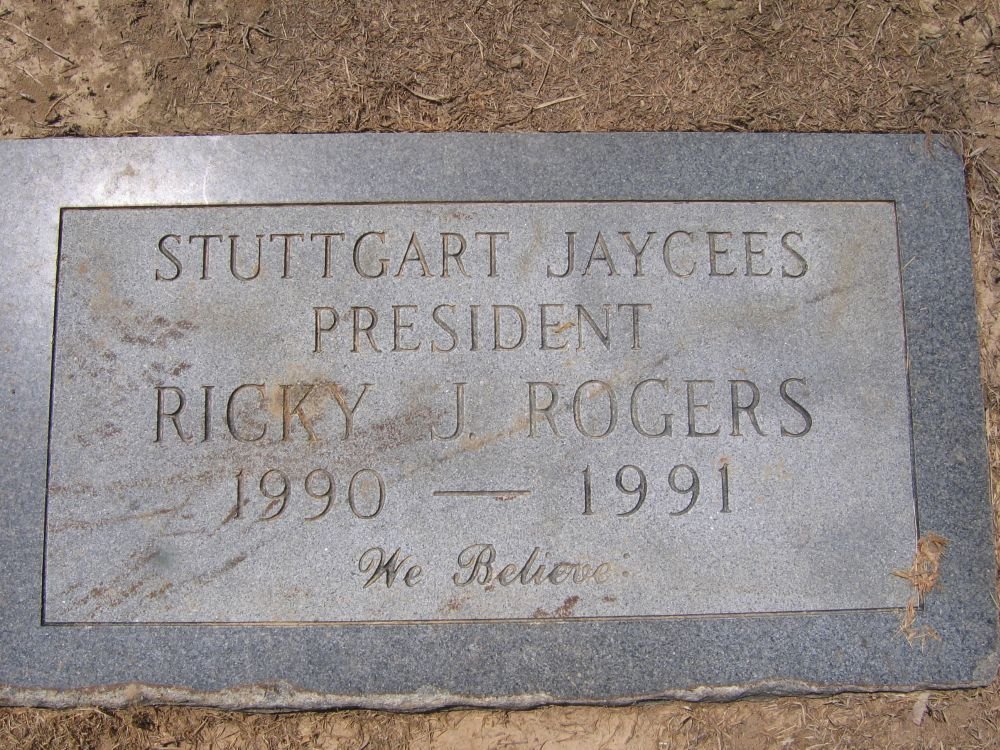 STUTTGART JAYCEES
PRESIDENT
RICKY J. ROGERS
1990 — 1991
We Believe